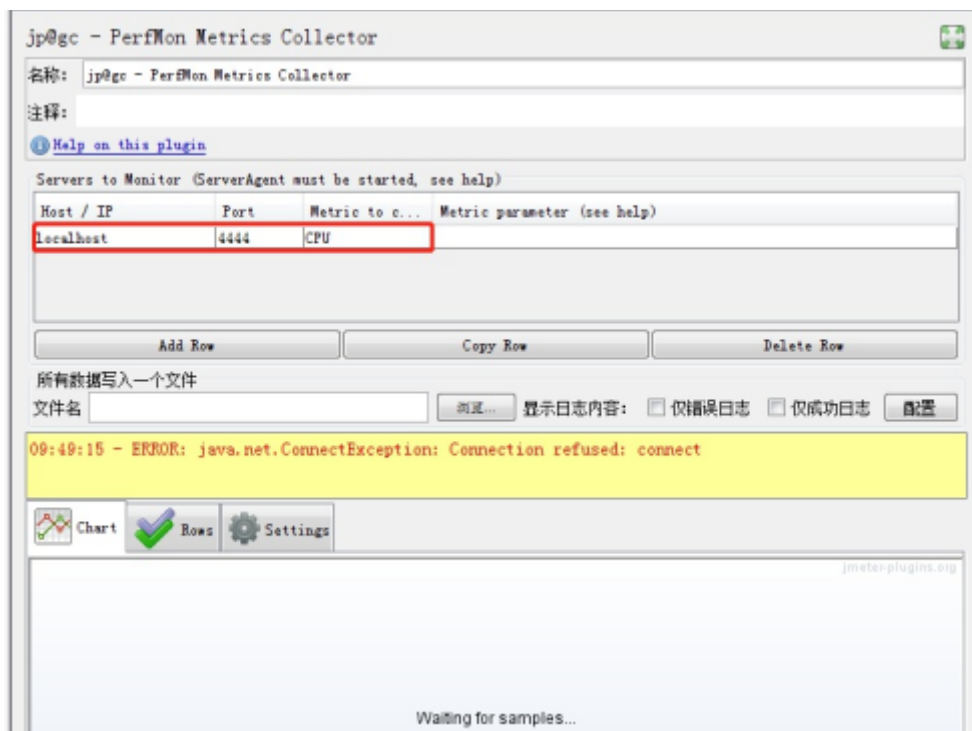 jp@gc - PerfMon Metrics Collector
名称： jp@gc - PerfMon Metrics Collector
注释：
Help on this plugin
Servers to Monitor (ServerAgent must be started, see help)
Host / IP Port Metric to c... Metric parameter (see help)
localhost 4444 CPU
Add Row Copy Row Delete Row
所有数据写入一个文件
文件名 浏览... 显示日志内容： 仅错误日志 仅成功日志 配置
09:49:15 - ERROR: java.net.ConnectException: Connection refused: connect
Chart Rows Settings
jmeter-plugins.org
Waiting for samples...